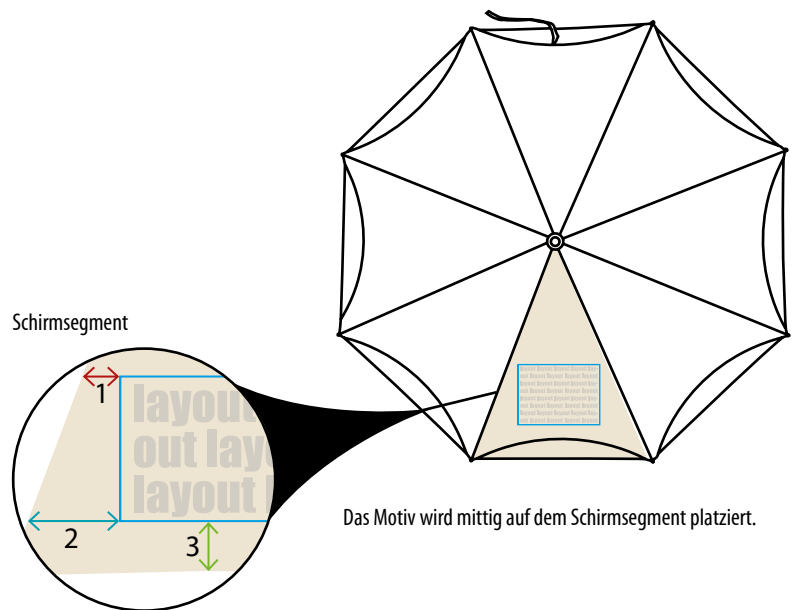 Schirmsegment
1
layout
out lay
layout
2
3
Das Motiv wird mittig auf dem Schirmsegment platziert.